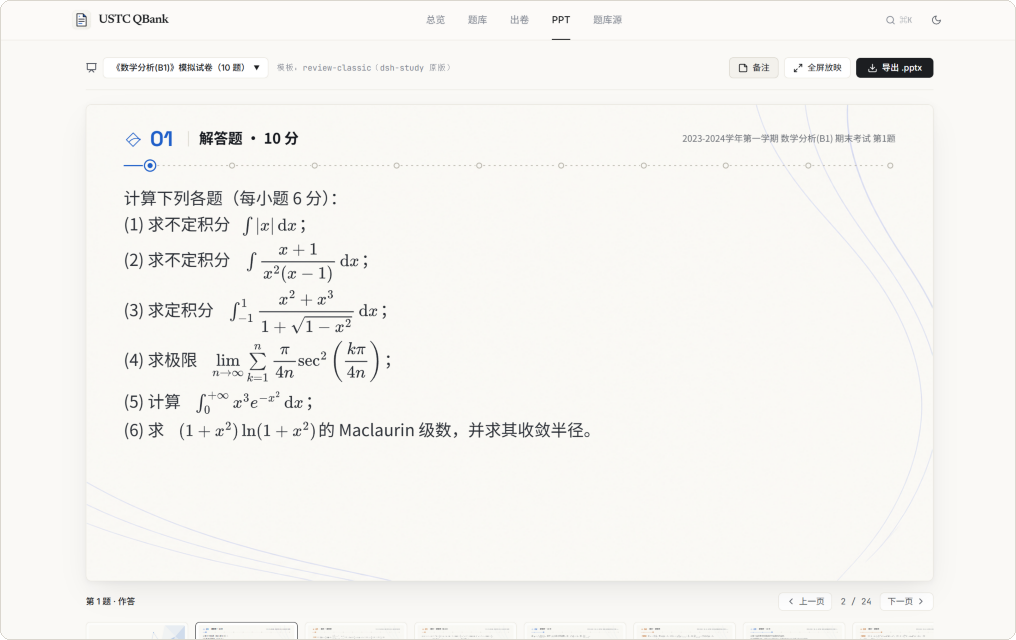 USTC QBank
总览 题库 出卷 PPT 题库源
⌘K
《数学分析(B1)》模拟试卷（10 题） ▼
模板：review-classic（dsh-study 原版）
备注
全屏放映
导出 .pptx
01 解答题 · 10 分
2023-2024学年第一学期 数学分析(B1) 期末考试 第1题
计算下列各题（每小题 6 分）：
(1) 求不定积分 ∫|x| dx；
(2) 求不定积分 ∫ (x + 1)/(x²(x − 1)) dx；
(3) 求定积分 ∫₋₁¹ (x² + x³)/(1 + √(1 − x²)) dx；
(4) 求极限 lim_{n→∞} ∑_{k=1}^{n} π/(4n) sec² (kπ/(4n))；
(5) 计算 ∫₀^{+∞} x³e^{−x²} dx；
(6) 求 (1 + x²) ln(1 + x²)的 Maclaurin 级数，并求其收敛半径。
第 1 题 · 作答
上一页
2 / 24
下一页